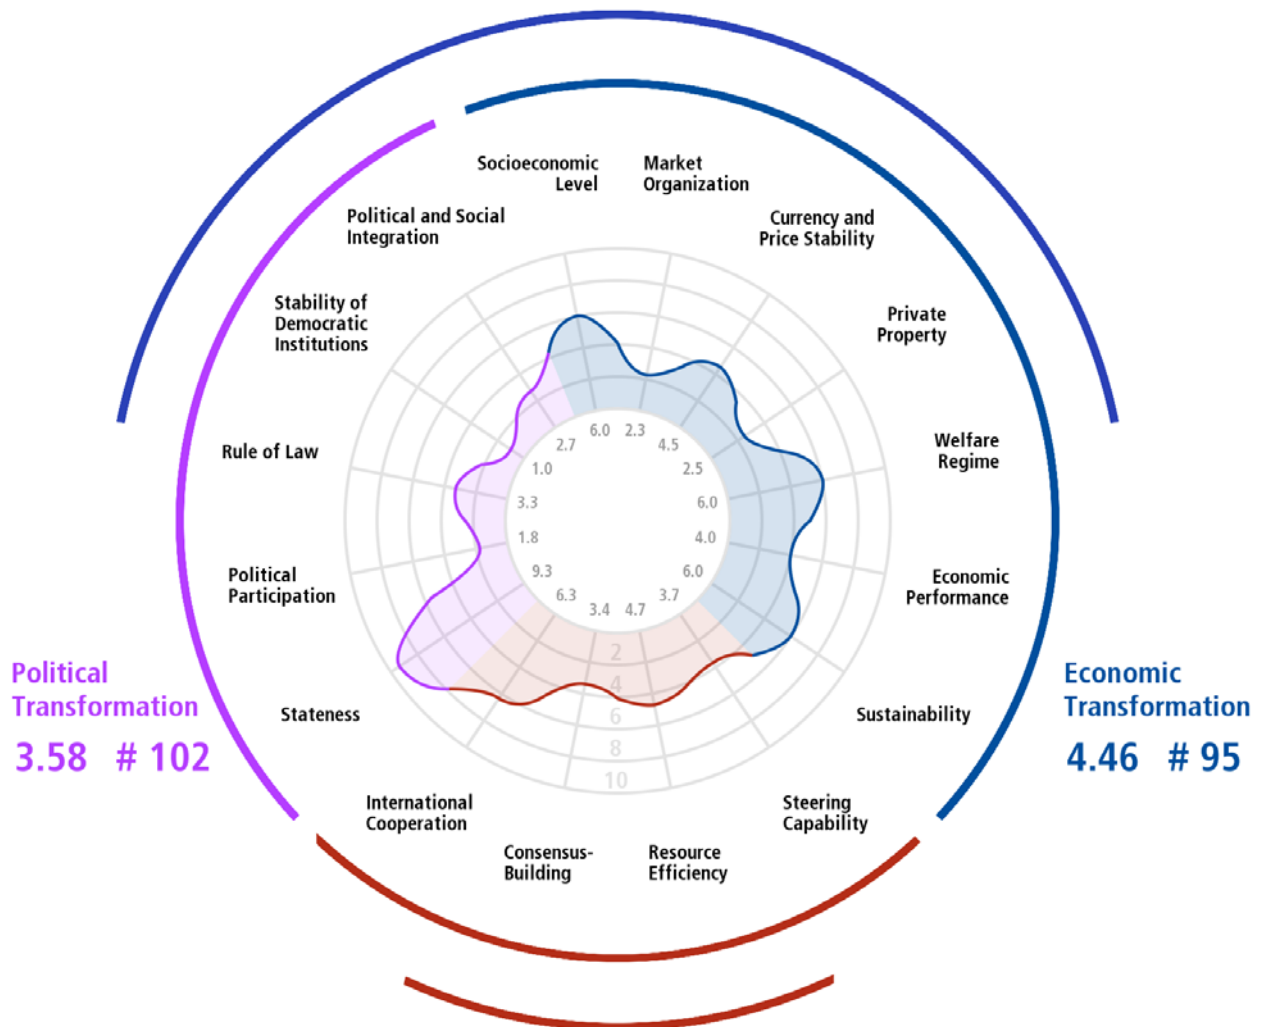 Socioeconomic
Level
Market
Organization
Political and Social
Integration
Currency and
Price Stability
Stability of
Democratic
Institutions
Private
Property
Rule of Law
Welfare
Regime
Political
Participation
Economic
Performance
Stateness
Sustainability
International
Cooperation
Steering
Capability
Consensus-
Building
Resource
Efficiency
6.0
2.3
2.7
4.5
1.0
2.5
3.3
6.0
1.8
4.0
9.3
6.0
6.3
3.4
4.7
3.7
2
4
6
8
10
Political
Transformation
3.58 # 102
Economic
Transformation
4.46 # 95